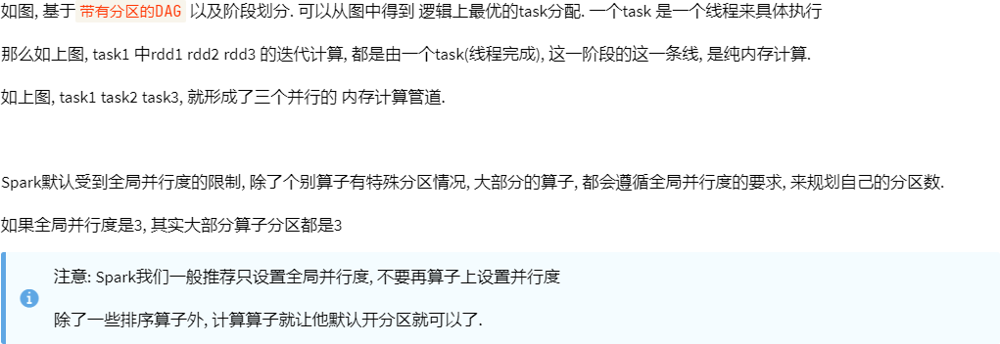 如图, 基于 带有分区的DAG 以及阶段划分. 可以从图中得到 逻辑上最优的task分配. 一个task 是一个线程来具体执行
那么如上图, task1 中rdd1 rdd2 rdd3 的迭代计算, 都是由一个task(线程完成), 这一阶段的这一条线, 是纯内存计算.
如上图, task1 task2 task3, 就形成了三个并行的 内存计算管道.
Spark默认受到全局并行度的限制, 除了个别算子有特殊分区情况, 大部分的算子, 都会遵循全局并行度的要求, 来规划自己的分区数.
如果全局并行度是3, 其实大部分算子分区都是3
注意: Spark我们一般推荐只设置全局并行度, 不要再算子上设置并行度
除了一些排序算子外, 计算算子就让他默认开分区就可以了.